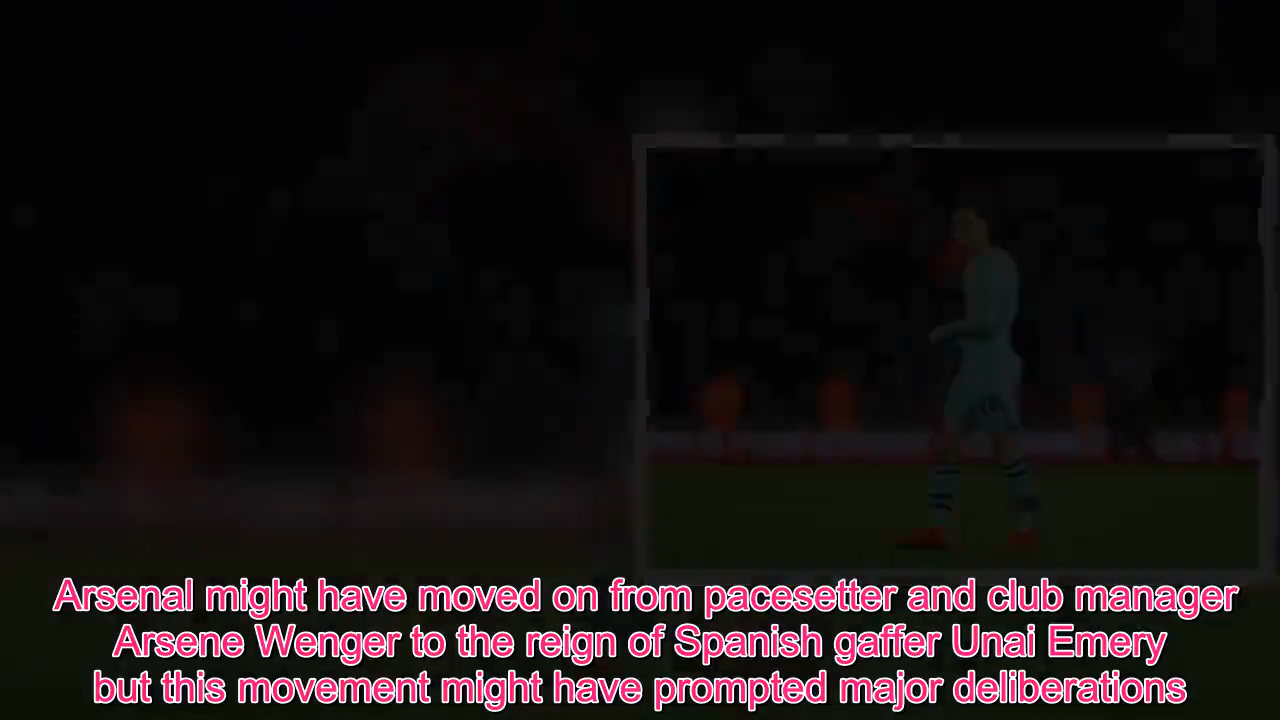 Arsenal might have moved on from pacesetter and club manager
Arsene Wenger to the reign of Spanish gaffer Unai Emery
but this movement might have prompted major deliberations